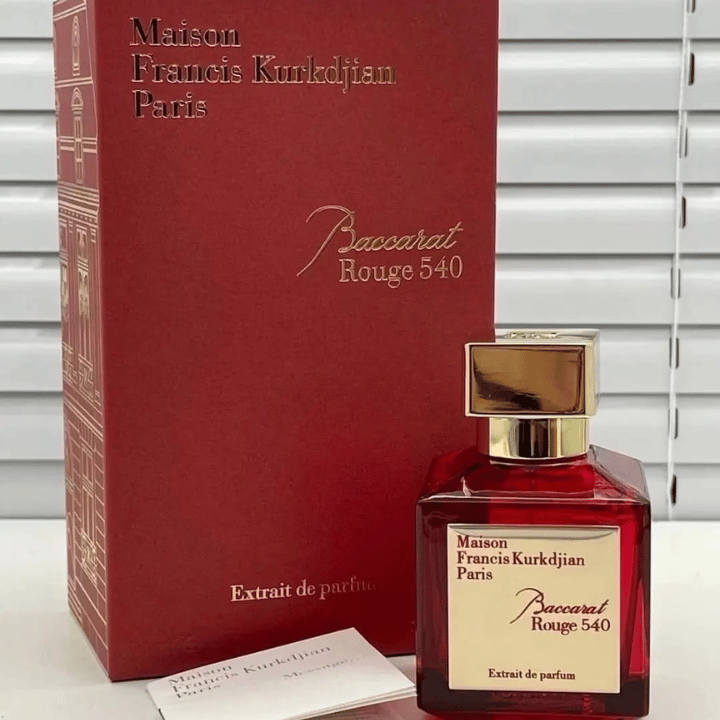 Maison
Francis Kurkdjian
Paris
Baccarat
Rouge 540
Extrait de parfum
Maison
Francis Kurkdjian
Paris
Baccarat
Rouge 540
Extrait de parfum
Maison
Francis Kurkdjian
Paris
Message...